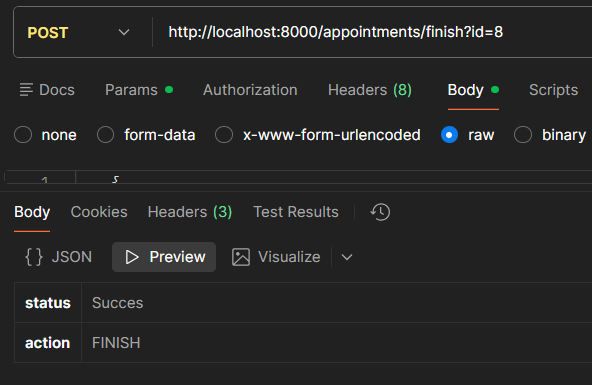 POST http://localhost:8000/appointments/finish?id=8
Docs Params Authorization Headers (8) Body Scripts
none form-data x-www-form-urlencoded raw binary
1 {
Body Cookies Headers (3) Test Results
{} JSON Preview Visualize
status Succes
action FINISH